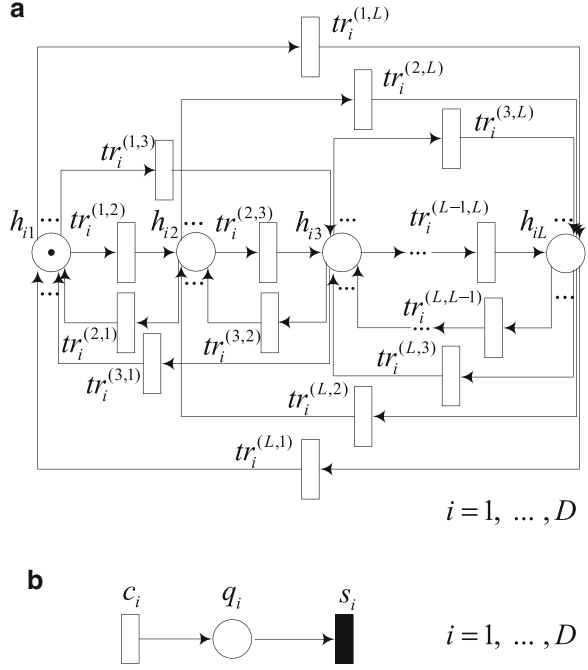 a
tr_i^(1,L)
tr_i^(2,L)
tr_i^(3,L)
tr_i^(1,3)
h_i1 ... tr_i^(1,2) h_i2 ... tr_i^(2,3) h_i3 ... tr_i^(L−1,L) h_iL
...
... ... ... ...
tr_i^(2,1) tr_i^(3,2) ... tr_i^(L,L−1)
tr_i^(3,1) tr_i^(L,3)
tr_i^(L,2)
tr_i^(L,1)
i = 1, ... , D
b
c_i q_i s_i
i = 1, ... , D